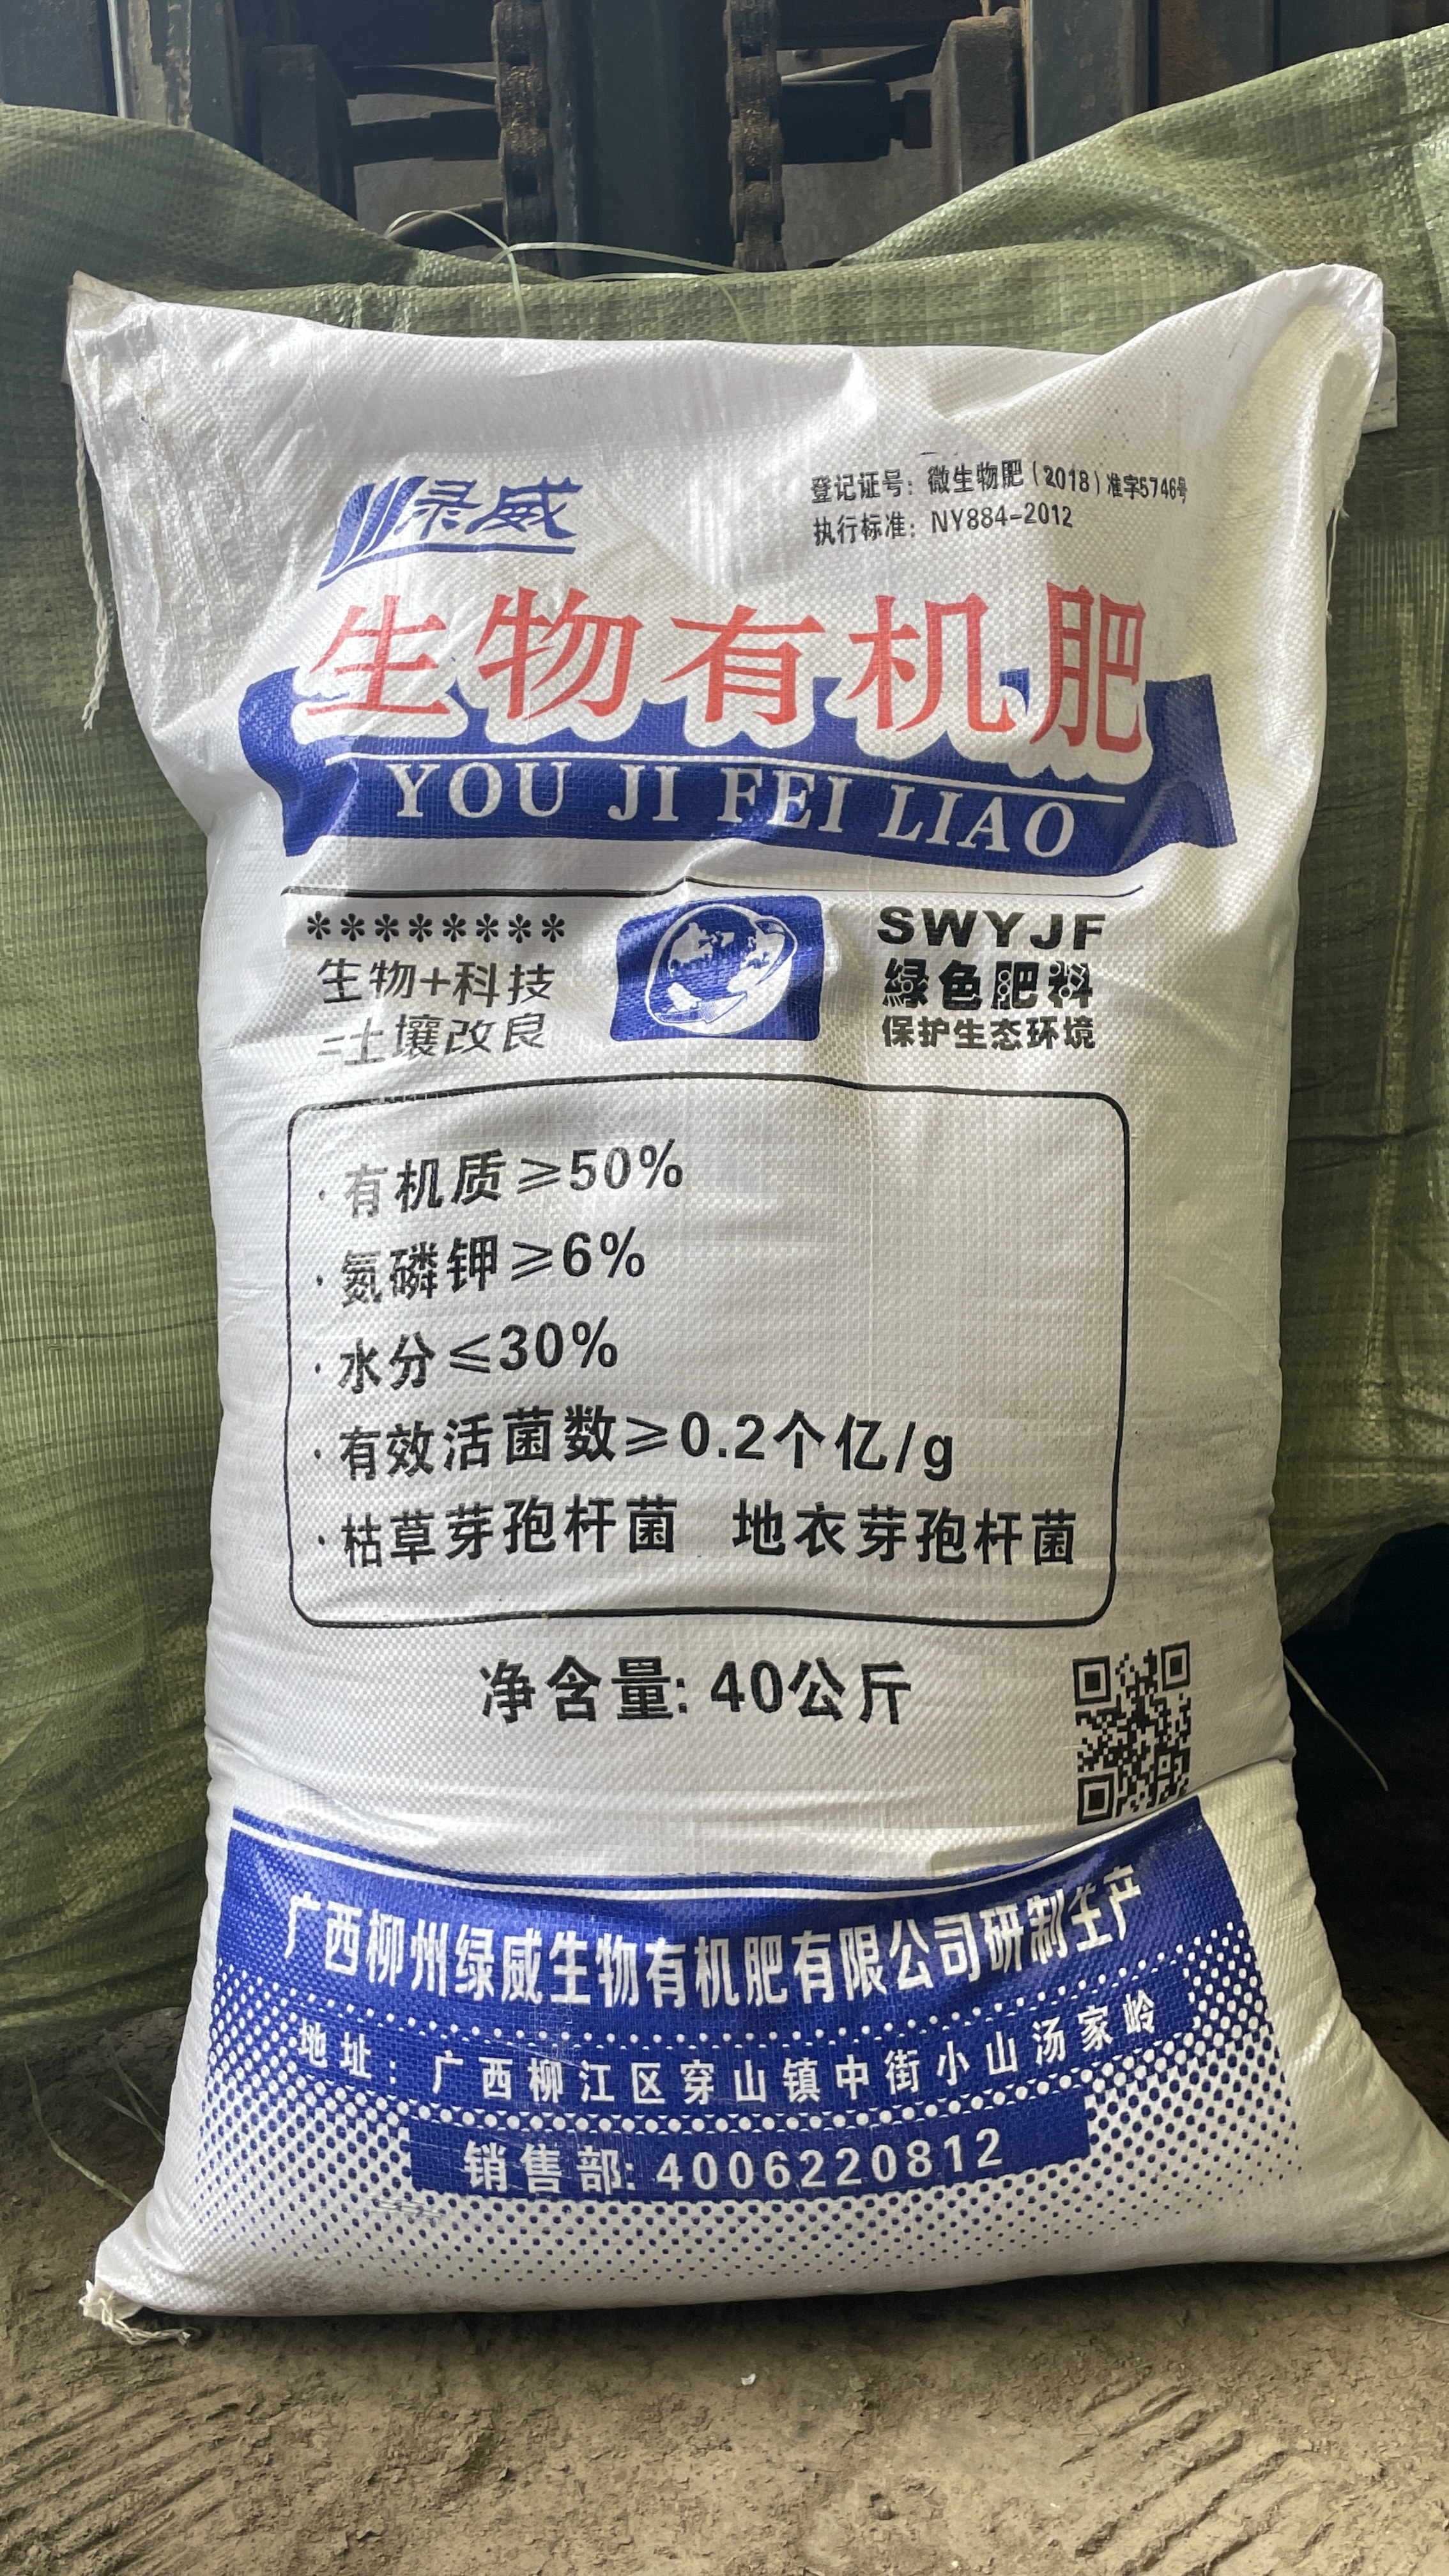 绿威
登记证号：微生物肥（2018）准字5746号
执行标准：NY884-2012
生物有机肥
YOU JI FEI LIAO
********
生物+科技
=土壤改良
SWYJF
緑色肥料
保护生态环境
·有机质≥50%
·氮磷钾≥6%
·水分≤30%
·有效活菌数≥0.2个亿/g
·枯草芽孢杆菌 地衣芽孢杆菌
净含量：40公斤
广西柳州绿威生物有机肥有限公司研制生产
地址：广西柳江区穿山镇中街小山汤家岭
销售部：4006220812